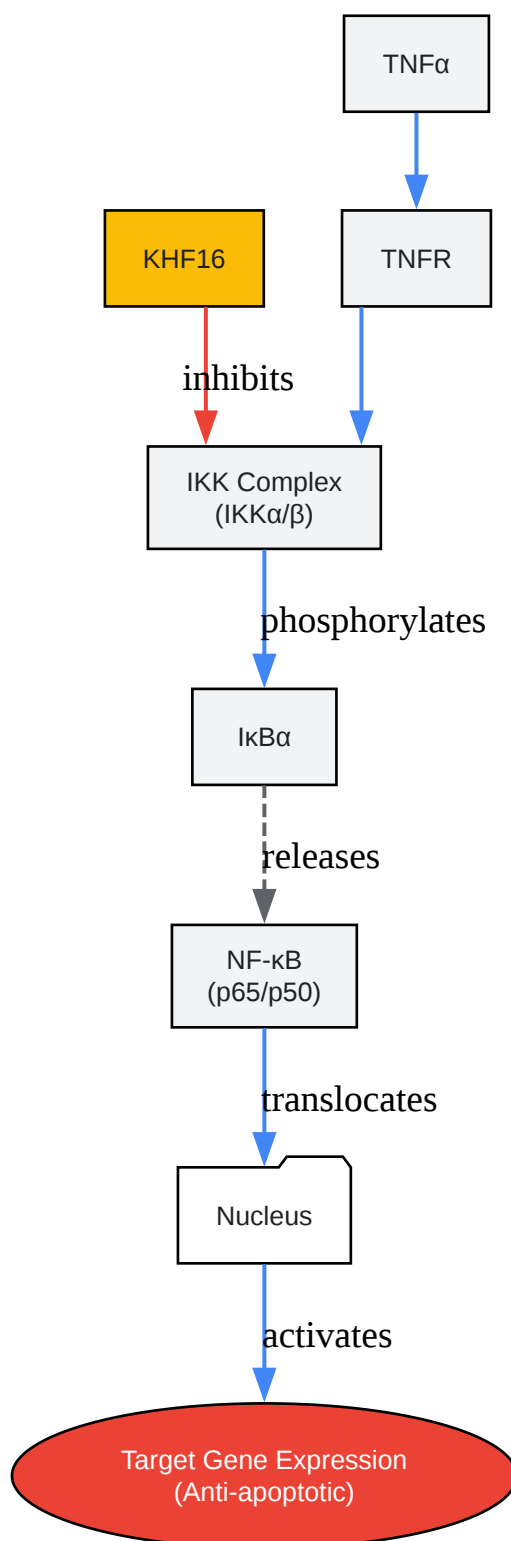 TNFα
KHF16
TNFR
inhibits
IKK Complex
(IKKα/β)
phosphorylates
IκBα
releases
NF-κB
(p65/p50)
translocates
Nucleus
activates
Target Gene Expression
(Anti-apoptotic)